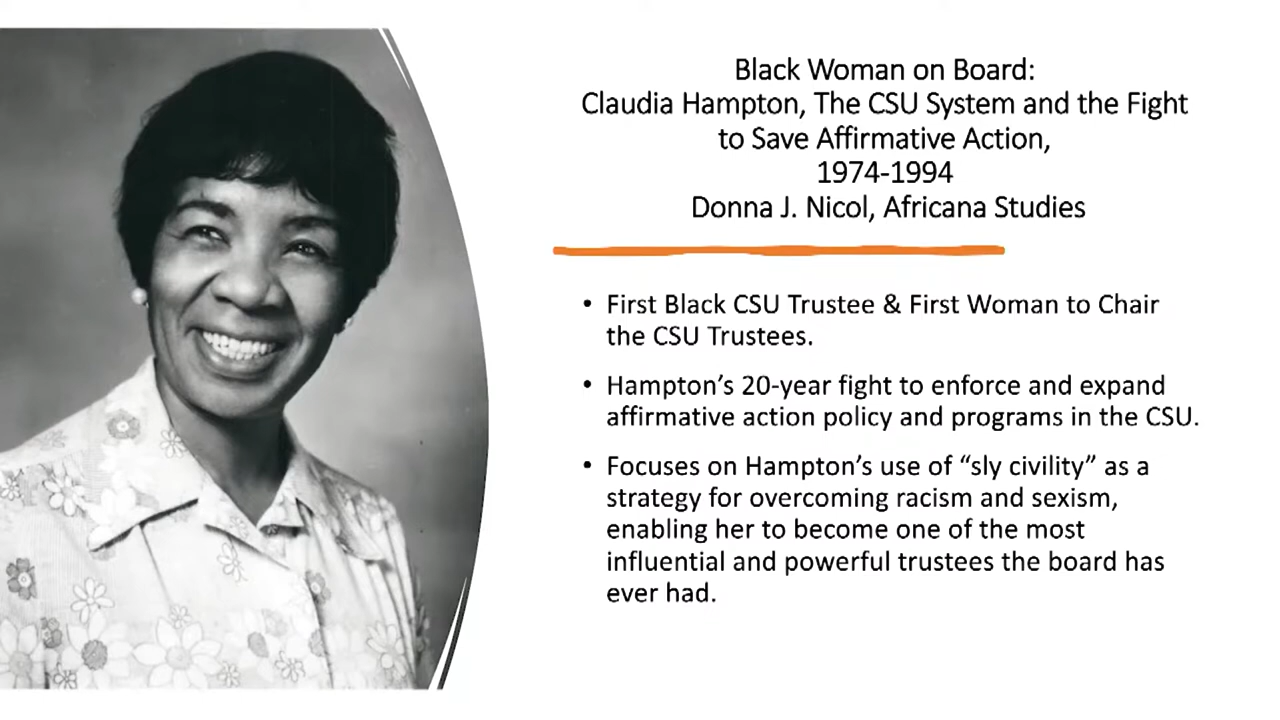 Black Woman on Board:
Claudia Hampton, The CSU System and the Fight
to Save Affirmative Action,
1974-1994
Donna J. Nicol, Africana Studies
• First Black CSU Trustee & First Woman to Chair
the CSU Trustees.
• Hampton’s 20-year fight to enforce and expand
affirmative action policy and programs in the CSU.
• Focuses on Hampton’s use of “sly civility” as a
strategy for overcoming racism and sexism,
enabling her to become one of the most
influential and powerful trustees the board has
ever had.